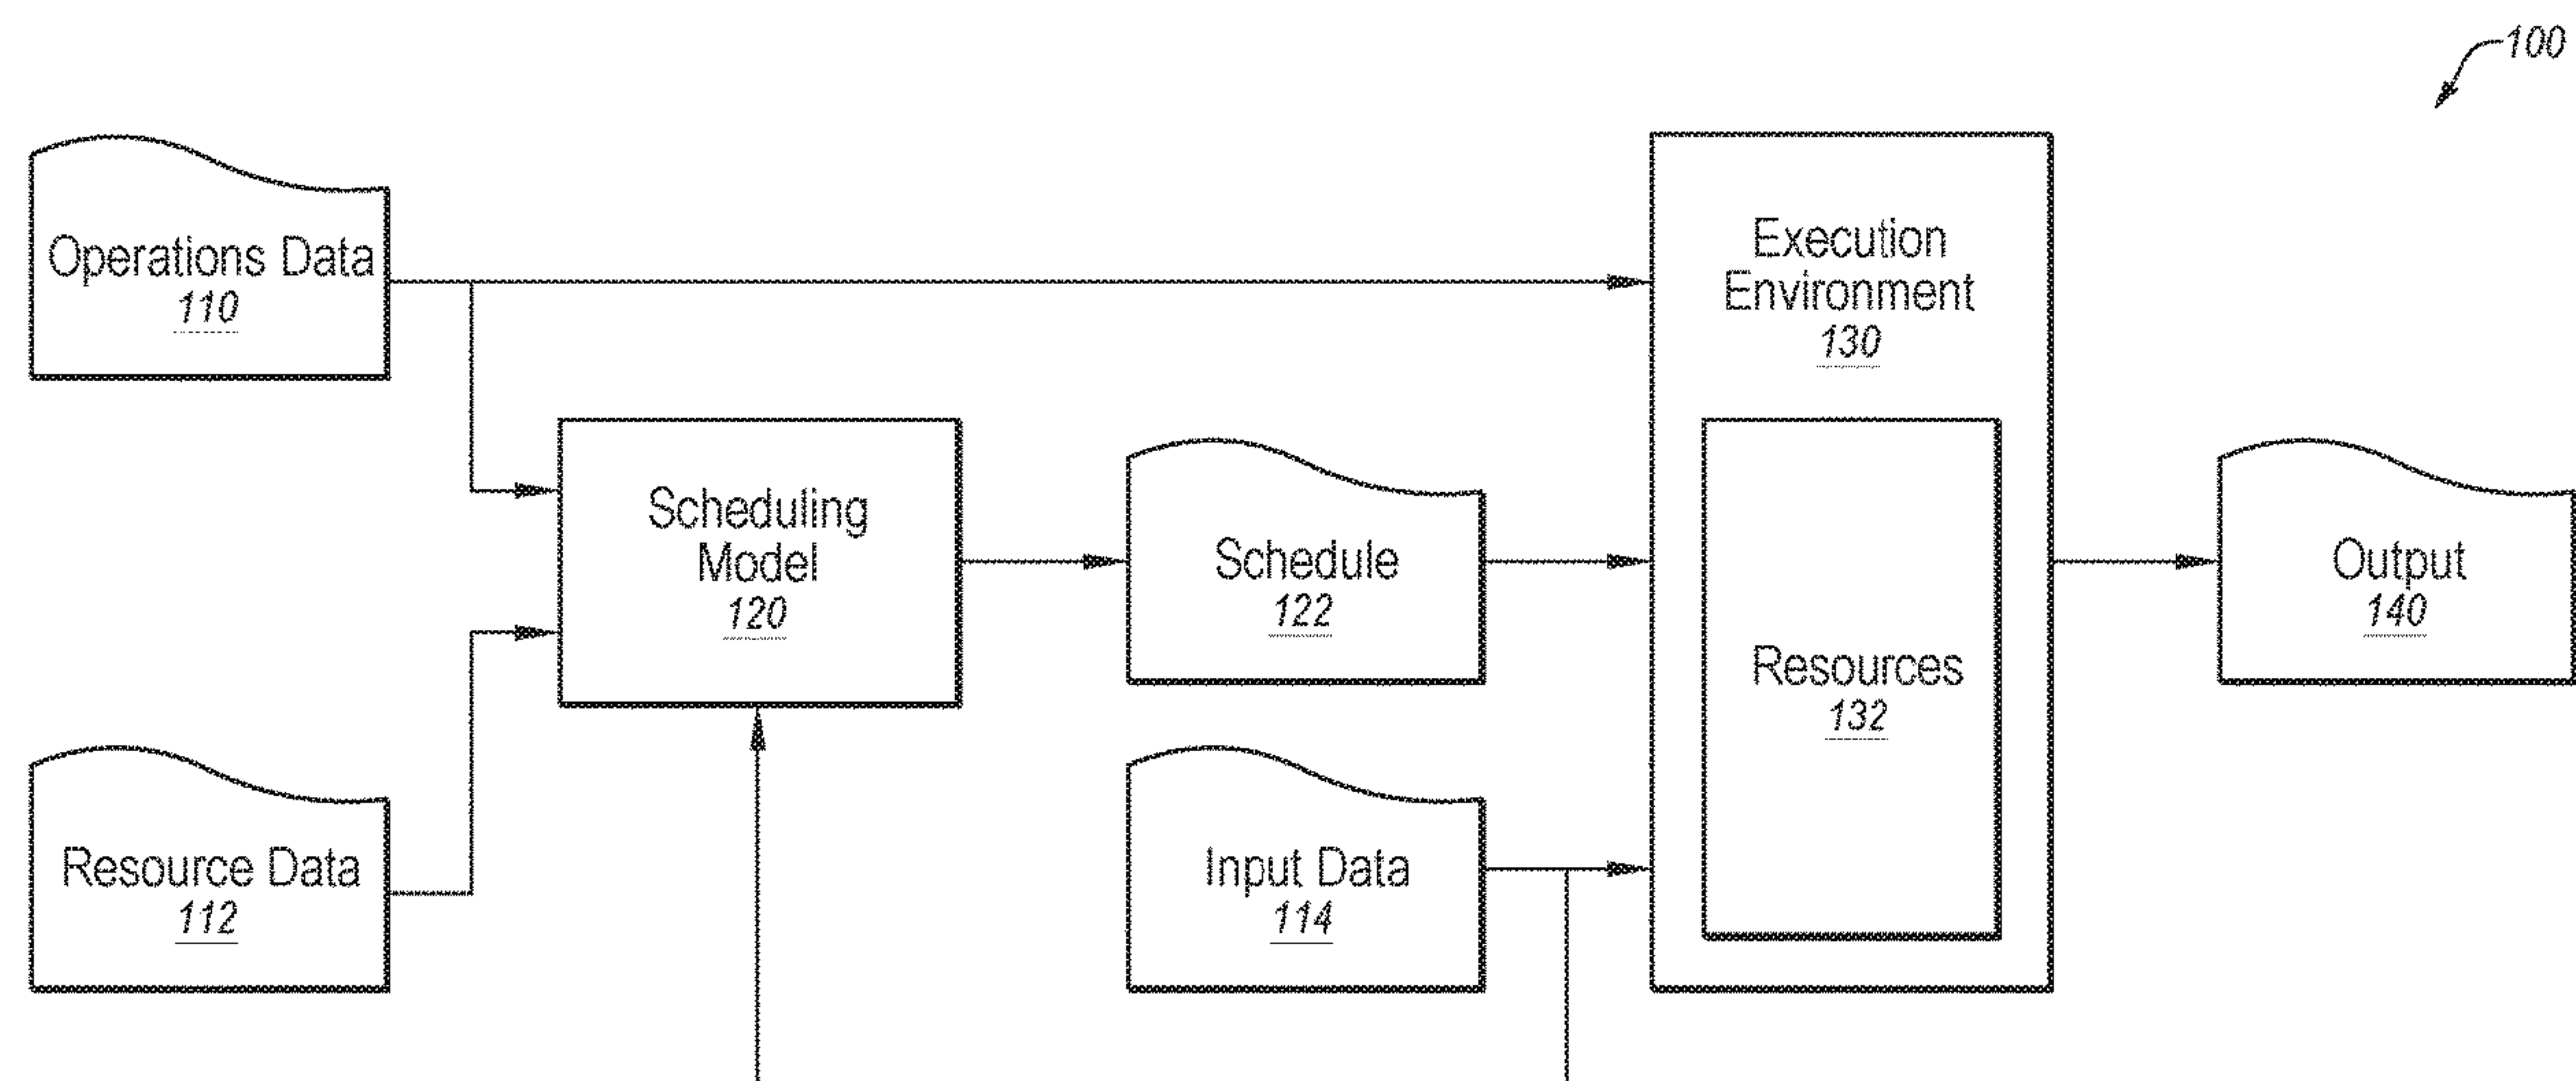 100
Operations Data
110
Execution
Environment
130
Scheduling
Model
120
Schedule
122
Output
140
Resources
132
Resource Data
112
Input Data
114